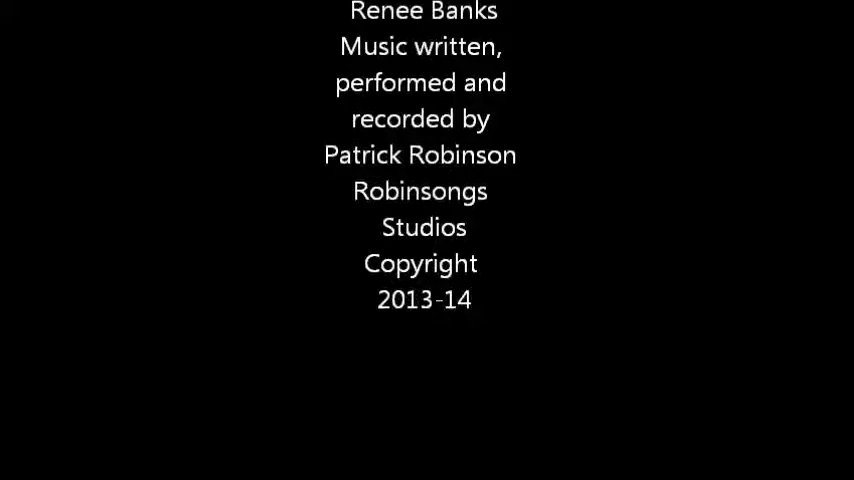 Renee Banks
Music written,
performed and
recorded by
Patrick Robinson
Robinsongs
Studios
Copyright
2013-14